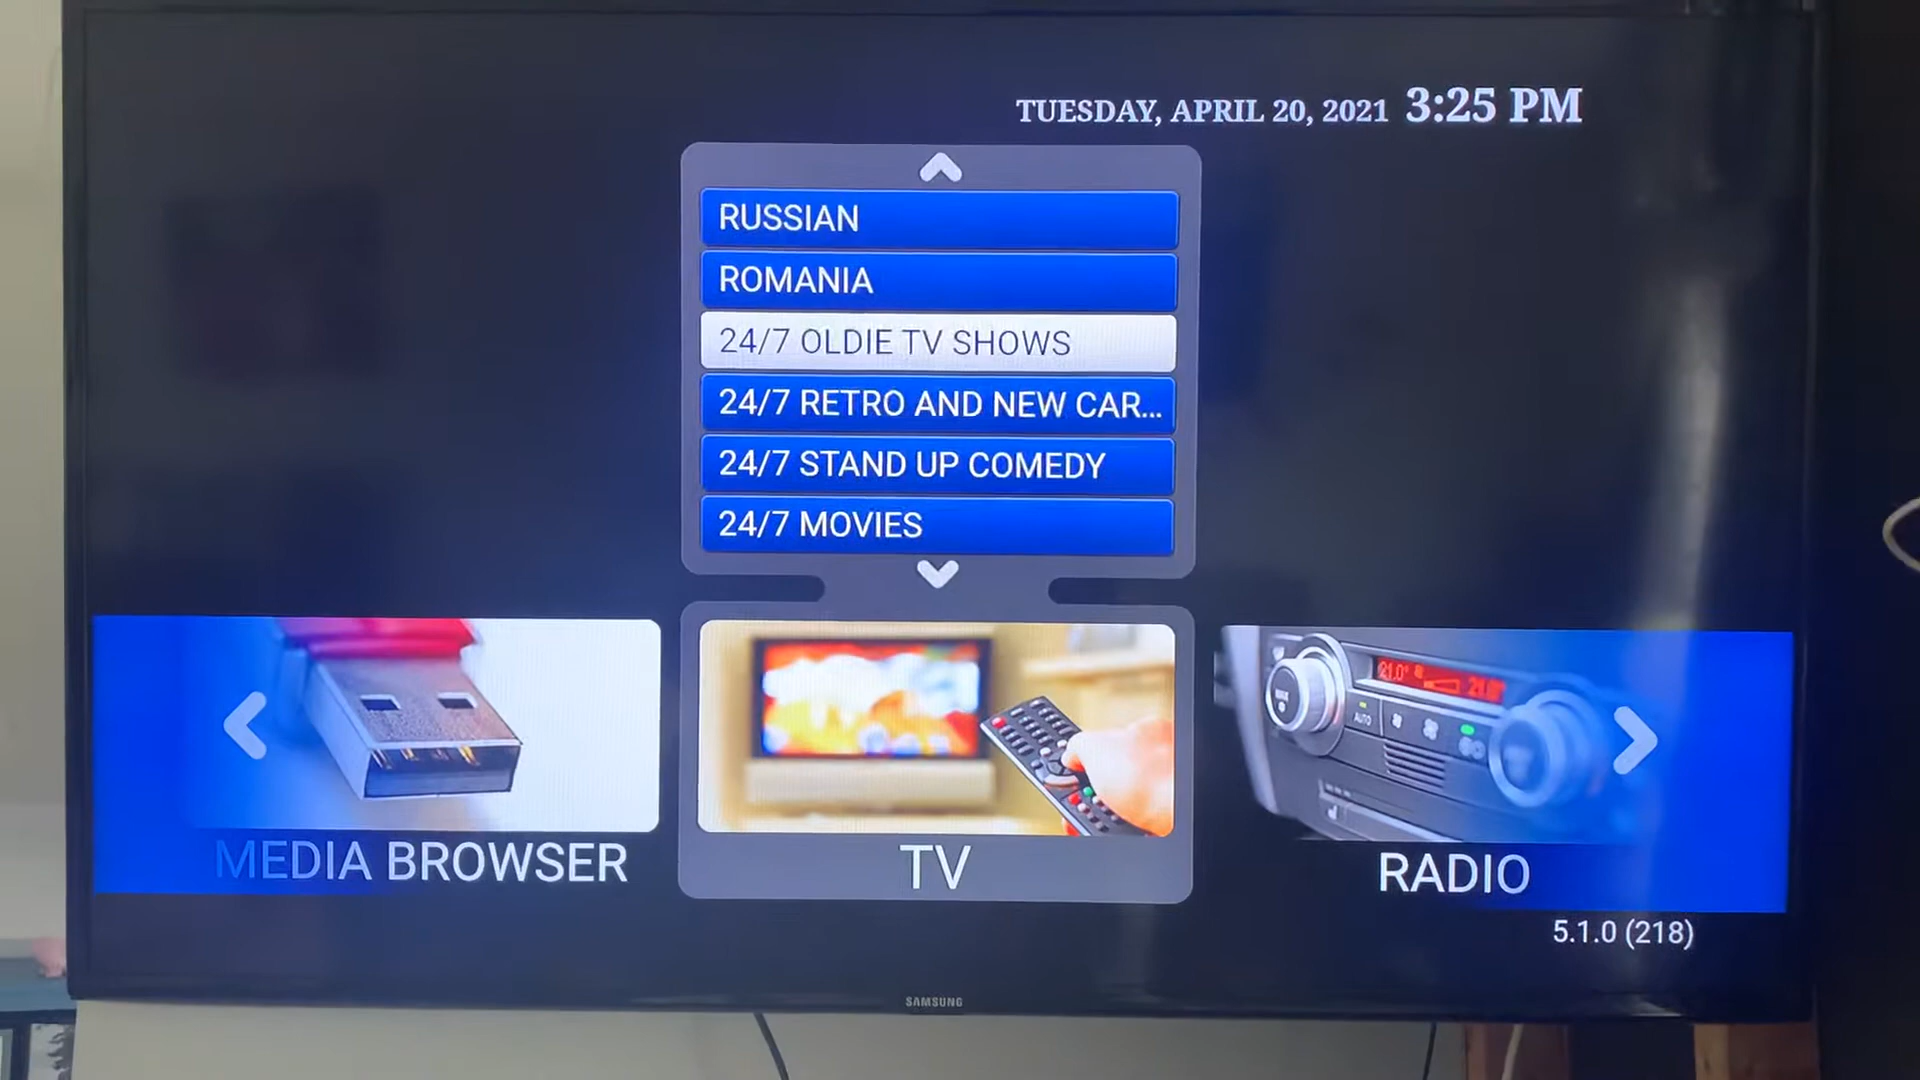 TUESDAY, APRIL 20, 2021 3:25 PM
RUSSIAN
ROMANIA
24/7 OLDIE TV SHOWS
24/7 RETRO AND NEW CAR...
24/7 STAND UP COMEDY
24/7 MOVIES
MEDIA BROWSER
TV
AUTO
RADIO
5.1.0 (218)
SAMSUNG